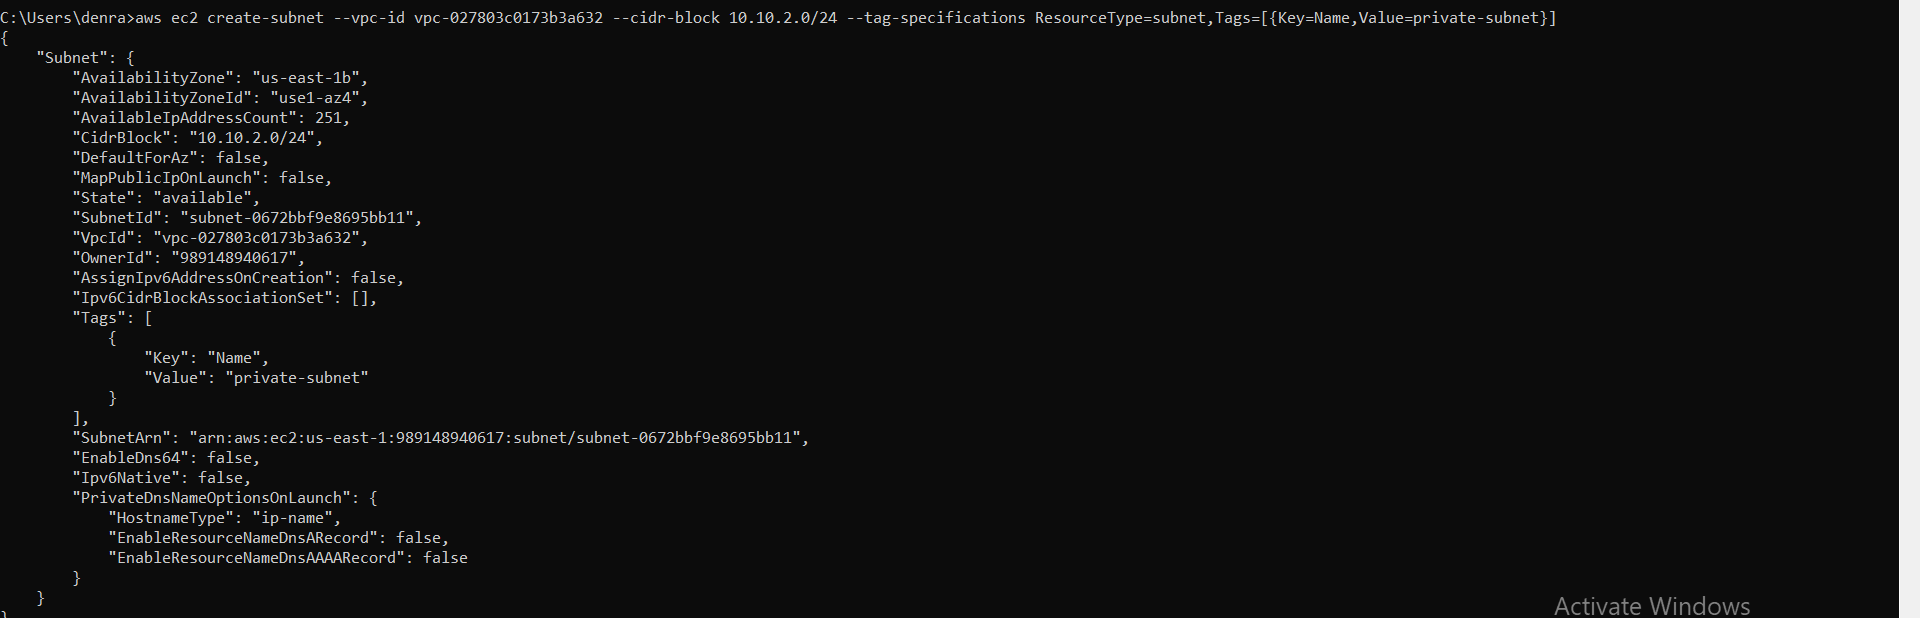 C:\Users\denra>aws ec2 create-subnet --vpc-id vpc-027803c0173b3a632 --cidr-block 10.10.2.0/24 --tag-specifications ResourceType=subnet,Tags=[{Key=Name,Value=private-subnet}]
{
    "Subnet": {
        "AvailabilityZone": "us-east-1b",
        "AvailabilityZoneId": "use1-az4",
        "AvailableIpAddressCount": 251,
        "CidrBlock": "10.10.2.0/24",
        "DefaultForAz": false,
        "MapPublicIpOnLaunch": false,
        "State": "available",
        "SubnetId": "subnet-0672bbf9e8695bb11",
        "VpcId": "vpc-027803c0173b3a632",
        "OwnerId": "989148940617",
        "AssignIpv6AddressOnCreation": false,
        "Ipv6CidrBlockAssociationSet": [],
        "Tags": [
            {
                "Key": "Name",
                "Value": "private-subnet"
            }
        ],
        "SubnetArn": "arn:aws:ec2:us-east-1:989148940617:subnet/subnet-0672bbf9e8695bb11",
        "EnableDns64": false,
        "Ipv6Native": false,
        "PrivateDnsNameOptionsOnLaunch": {
            "HostnameType": "ip-name",
            "EnableResourceNameDnsARecord": false,
            "EnableResourceNameDnsAAAARecord": false
        }
    }
}
Activate Windows